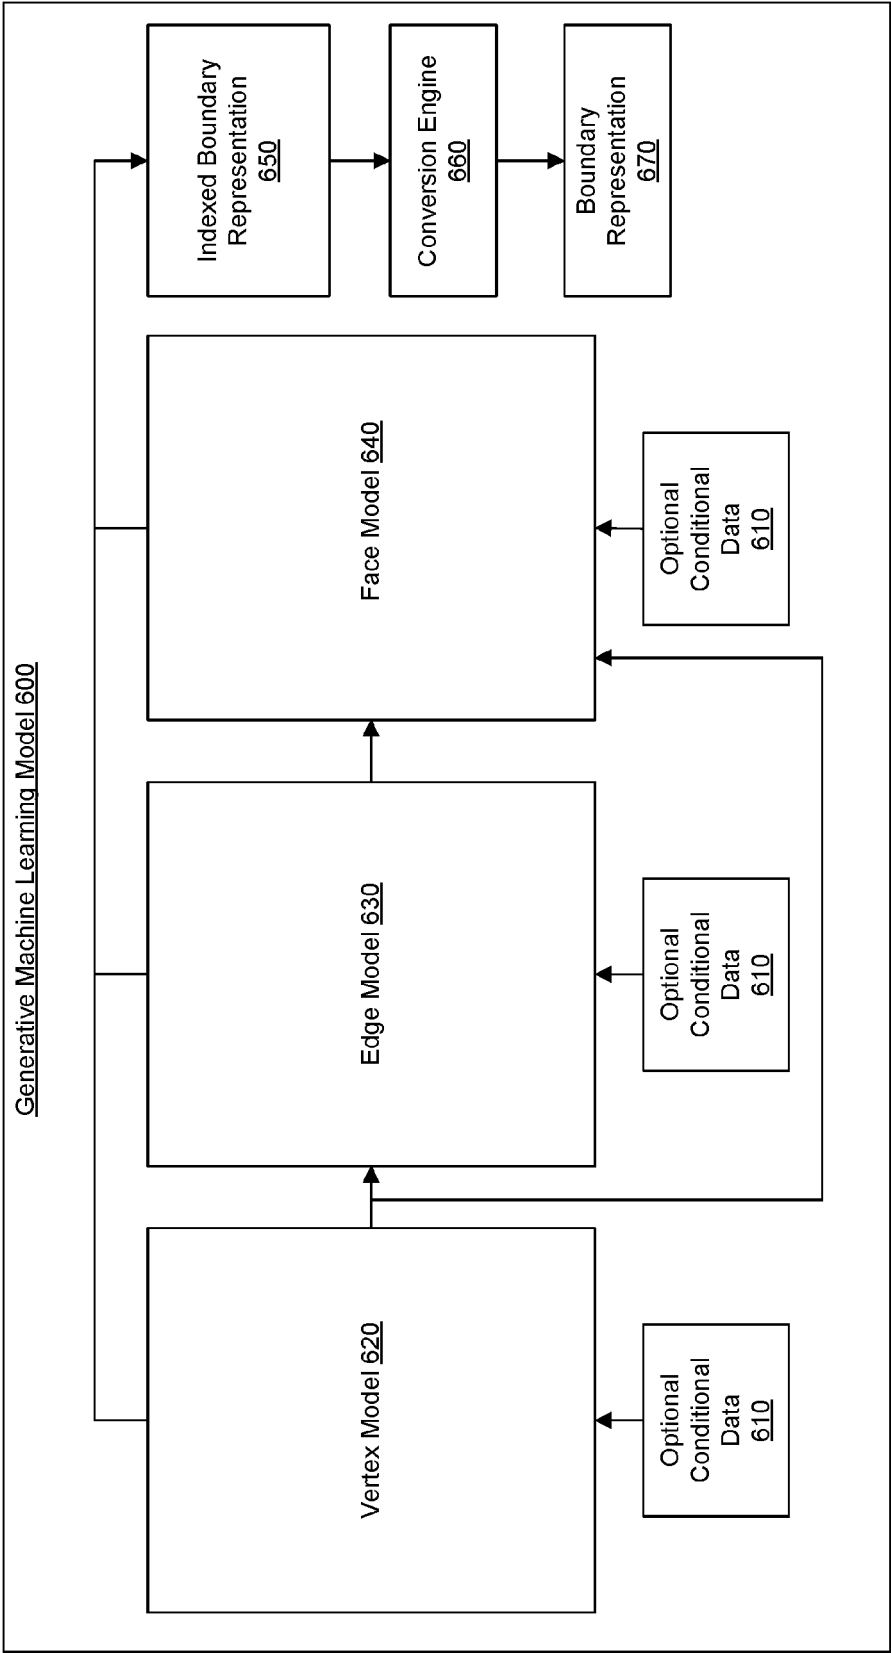 Generative Machine Learning Model 600
Vertex Model 620
Edge Model 630
Face Model 640
Indexed Boundary
Representation
650
Conversion Engine
660
Boundary
Representation
670
Optional
Conditional
Data
610
Optional
Conditional
Data
610
Optional
Conditional
Data
610